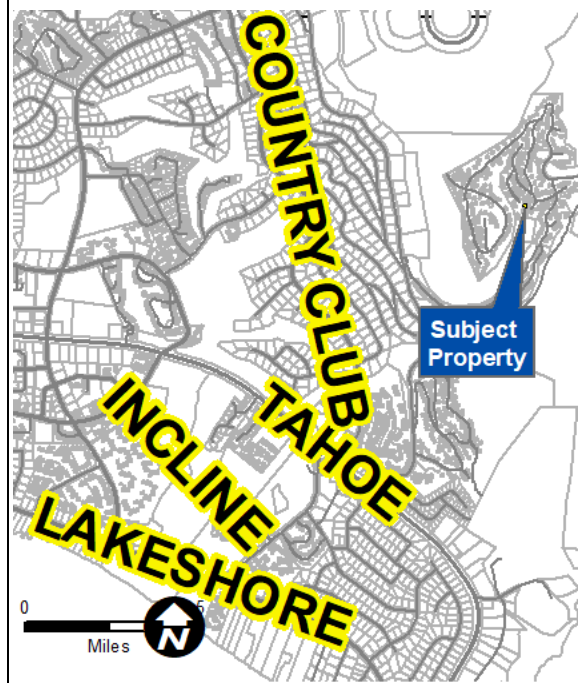 COUNTRY CLUB
Subject
Property
TAHOE
INCLINE
LAKESHORE
0
Miles
N